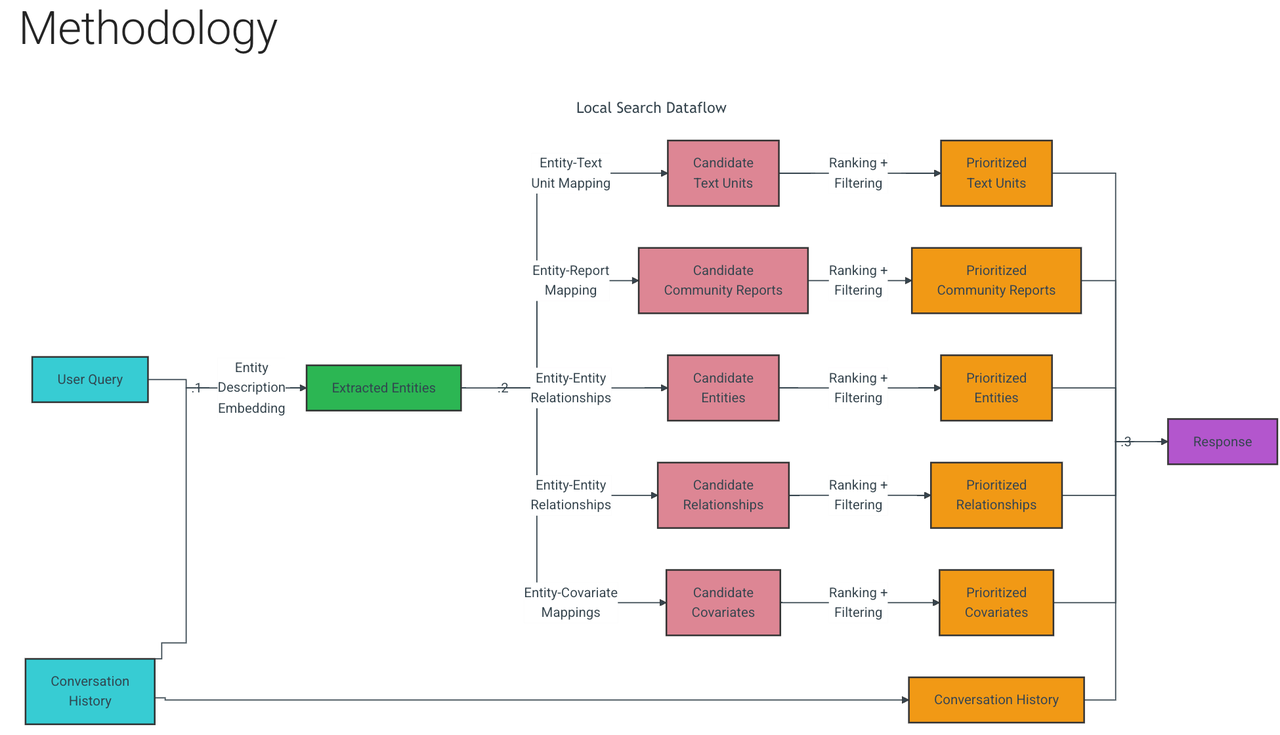 Methodology
Local Search Dataflow
Entity-Text
Unit Mapping
Candidate
Text Units
Ranking +
Filtering
Prioritized
Text Units
Entity-Report
Mapping
Candidate
Community Reports
Ranking +
Filtering
Prioritized
Community Reports
User Query
.1
Entity
Description
Embedding
Extracted Entities
.2
Entity-Entity
Relationships
Candidate
Entities
Ranking +
Filtering
Prioritized
Entities
.3
Response
Entity-Entity
Relationships
Candidate
Relationships
Ranking +
Filtering
Prioritized
Relationships
Entity-Covariate
Mappings
Candidate
Covariates
Ranking +
Filtering
Prioritized
Covariates
Conversation
History
Conversation History